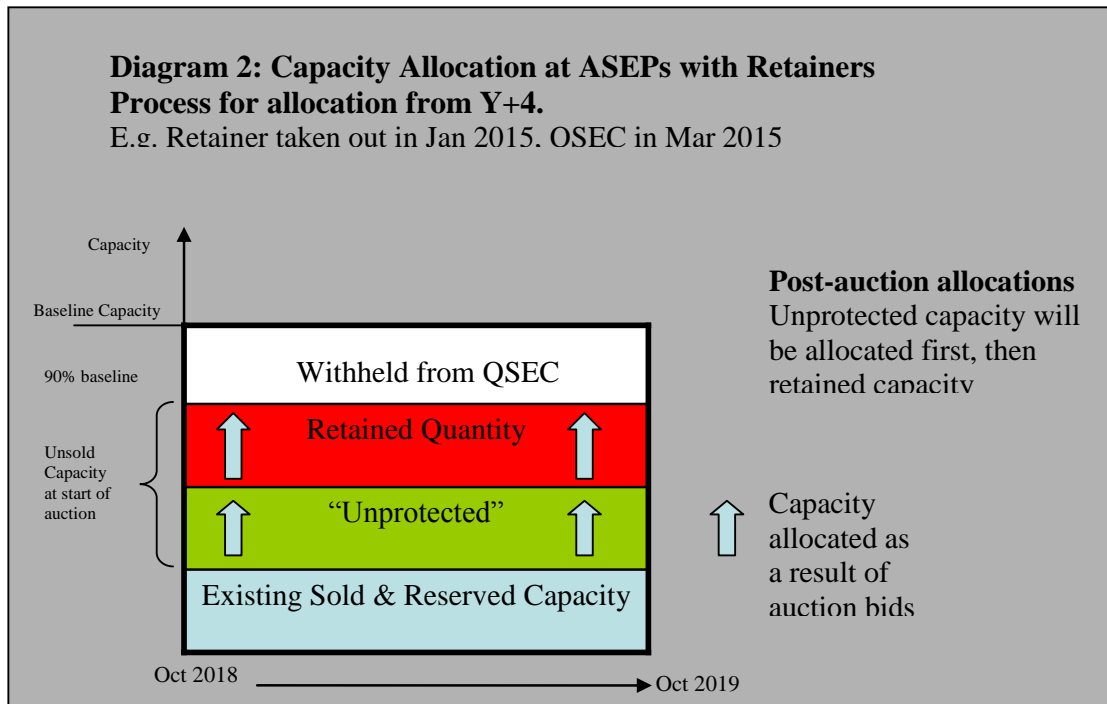 Diagram 2: Capacity Allocation at ASEPs with Retainers
Process for allocation from Y+4.
E.g. Retainer taken out in Jan 2015, QSEC in Mar 2015
Capacity
Baseline Capacity
90% baseline
Unsold
Capacity
at start of
auction
Withheld from QSEC
Retained Quantity
“Unprotected”
Existing Sold & Reserved Capacity
Oct 2018
Oct 2019
Post-auction allocations
Unprotected capacity will
be allocated first, then
retained capacity
Capacity
allocated as
a result of
auction bids